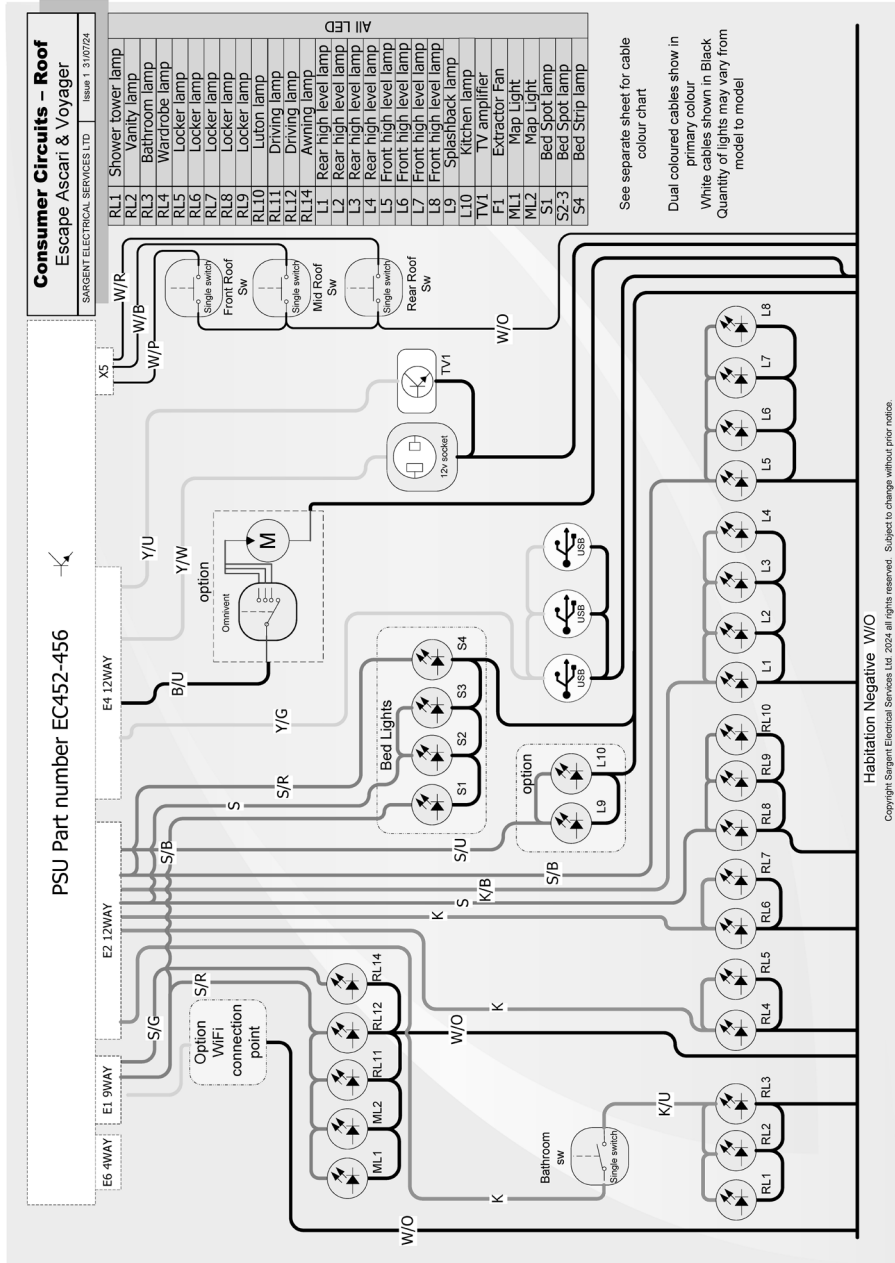 Consumer Circuits – Roof
Escape Ascari & Voyager
SARGENT ELECTRICAL SERVICES LTD
Issue 1 31/07/24
RL1 Shower tower lamp
RL2 Vanity lamp
RL3 Bathroom lamp
RL4 Wardrobe lamp
RL5 Locker lamp
RL6 Locker lamp
RL7 Locker lamp
RL8 Locker lamp
RL9 Locker lamp
RL10 Luton lamp
RL11 Driving lamp
RL12 Driving lamp
RL14 Awning lamp
L1 Rear high level lamp
L2 Rear high level lamp
L3 Rear high level lamp
L4 Rear high level lamp
L5 Front high level lamp
L6 Front high level lamp
L7 Front high level lamp
L8 Front high level lamp
L9 Splashback lamp
L10 Kitchen lamp
TV1 TV amplifier
F1 Extractor Fan
ML1 Map Light
ML2 Map Light
S1 Bed Spot lamp
S2-3 Bed Spot lamp
S4 Bed Strip lamp
All LED
See separate sheet for cable
colour chart
Dual coloured cables show in
primary colour
White cables shown in Black
Quantity of lights may vary from
model to model
PSU Part number EC452-456
E6 4WAY
E1 9WAY
E2 12WAY
E4 12WAY
X5
W/R
W/B
W/P
Single switch
Front Roof
Sw
Single switch
Mid Roof
Sw
Single switch
Rear Roof
Sw
W/O
Y/U
Y/W
TV1
12v socket
option
Omnivent
M
B/U
Y/G
USB
USB
USB
S/R
S
S/B
Bed Lights
S1
S2
S3
S4
option
L9
L10
S/U
S/B
K/B
S
K
S/G
S/R
Option
WiFi
connection
point
ML1
ML2
RL11
RL12
RL14
K
W/O
K
W/O
Bathroom
sw
Single switch
K/U
RL1
RL2
RL3
RL4
RL5
RL6
RL7
RL8
RL9
RL10
L1
L2
L3
L4
L5
L6
L7
L8
Habitation Negative W/O
Copyright Sargent Electrical Services Ltd. 2024 all rights reserved. Subject to change without prior notice.